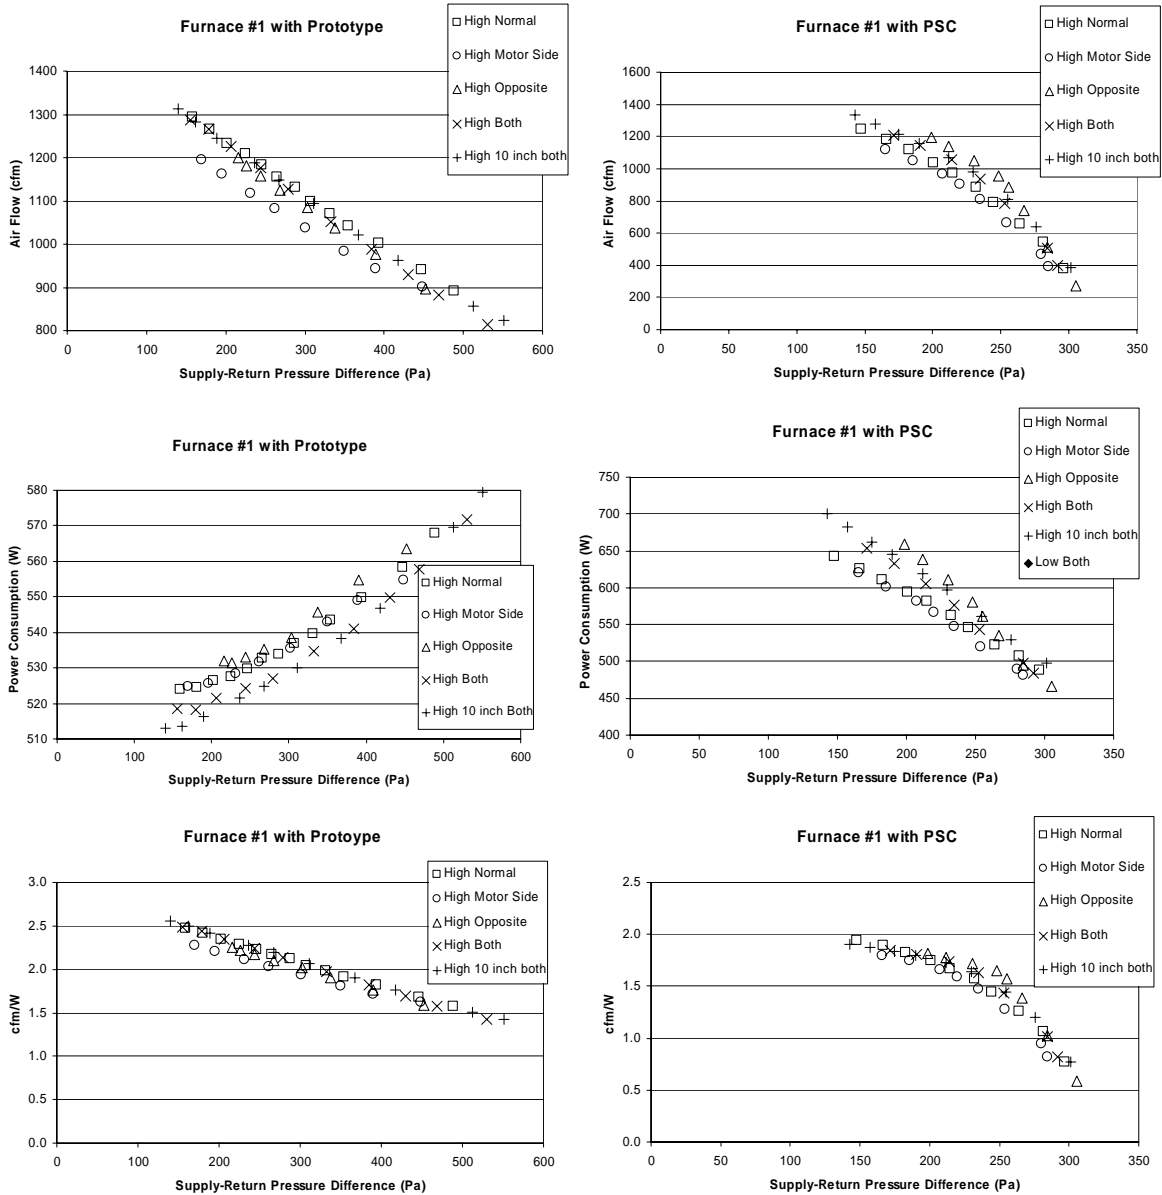 Furnace #1 with Prototype
High Normal
High Motor Side
High Opposite
High Both
High 10 inch both
1400
1300
1200
1100
1000
900
800
Air Flow (cfm)
0 100 200 300 400 500 600
Supply-Return Pressure Difference (Pa)
Furnace #1 with PSC
High Normal
High Motor Side
High Opposite
High Both
High 10 inch both
1600
1400
1200
1000
800
600
400
200
0
Air Flow (cfm)
0 50 100 150 200 250 300 350
Supply-Return Pressure Difference (Pa)
Furnace #1 with Prototype
580
570
560
550
540
530
520
510
Power Consumption (W)
High Normal
High Motor Side
High Opposite
High Both
High 10 inch Both
0 100 200 300 400 500 600
Supply-Return Pressure Difference (Pa)
Furnace #1 with PSC
High Normal
High Motor Side
High Opposite
High Both
High 10 inch both
Low Both
750
700
650
600
550
500
450
400
Power Consumption (W)
0 50 100 150 200 250 300 350
Supply-Return Pressure Difference (Pa)
Furnace #1 with Protoype
High Normal
High Motor Side
High Opposite
High Both
High 10 inch both
3.0
2.5
2.0
1.5
1.0
0.5
0.0
cfm/W
0 100 200 300 400 500 600
Supply-Return Pressure Difference (Pa)
Furnace #1 with PSC
High Normal
High Motor Side
High Opposite
High Both
High 10 inch both
2.5
2.0
1.5
1.0
0.5
0.0
cfm/W
0 50 100 150 200 250 300 350
Supply-Return Pressure Difference (Pa)